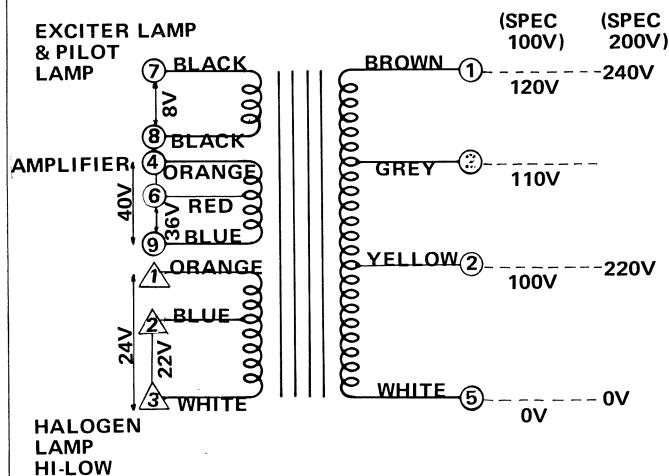 (SPEC 100V)
(SPEC 200V)
EXCITER LAMP
& PILOT
LAMP
7 BLACK
BROWN 1
120V
240V
8V
8 BLACK
AMPLIFIER 4
ORANGE
GREY
110V
40V
6 RED
36V
9 BLUE
1 ORANGE
YELLOW 2
100V
220V
2 BLUE
24V
22V
3 WHITE
WHITE 5
0V
0V
HALOGEN
LAMP
HI-LOW